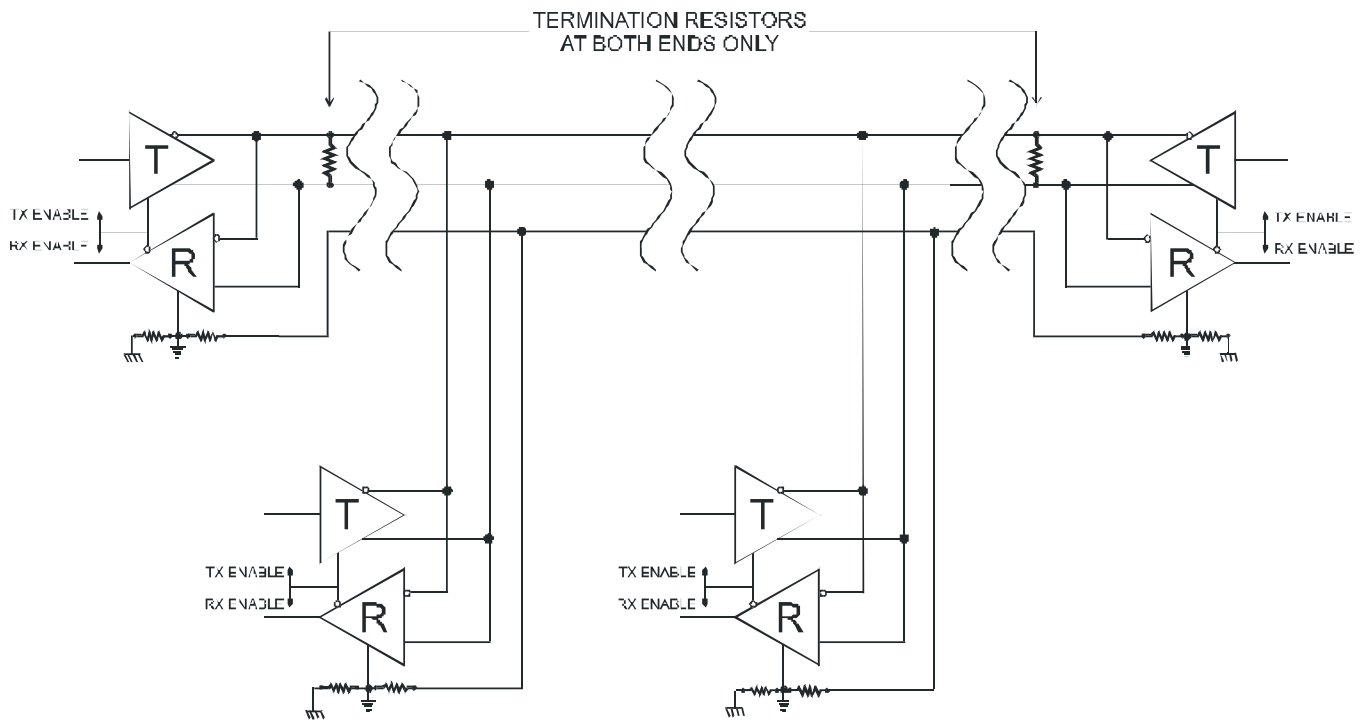 TERMINATION RESISTORS
AT BOTH ENDS ONLY
T
T
TX ENABLE
RX ENABLE
TX ENABLE
RX ENABLE
R
R
T
T
TX ENABLE
RX ENABLE
TX ENABLE
RX ENABLE
R
R